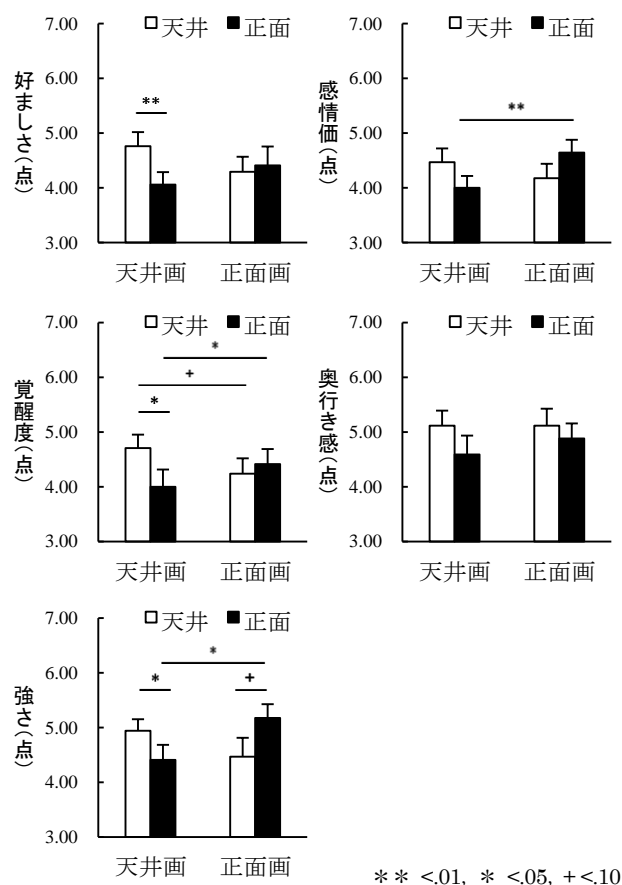 □天井 ■正面
7.00
6.00
5.00
4.00
3.00
好ましさ(点)
**
天井画 正面画
□天井 ■正面
7.00
6.00
5.00
4.00
3.00
感情価(点)
**
天井画 正面画
□天井 ■正面
7.00
6.00
5.00
4.00
3.00
覚醒度(点)
*
+
*
天井画 正面画
□天井 ■正面
7.00
6.00
5.00
4.00
3.00
奥行き感(点)
天井画 正面画
□天井 ■正面
7.00
6.00
5.00
4.00
3.00
強さ(点)
*
* +
天井画 正面画
** <.01, * <.05, +<.10